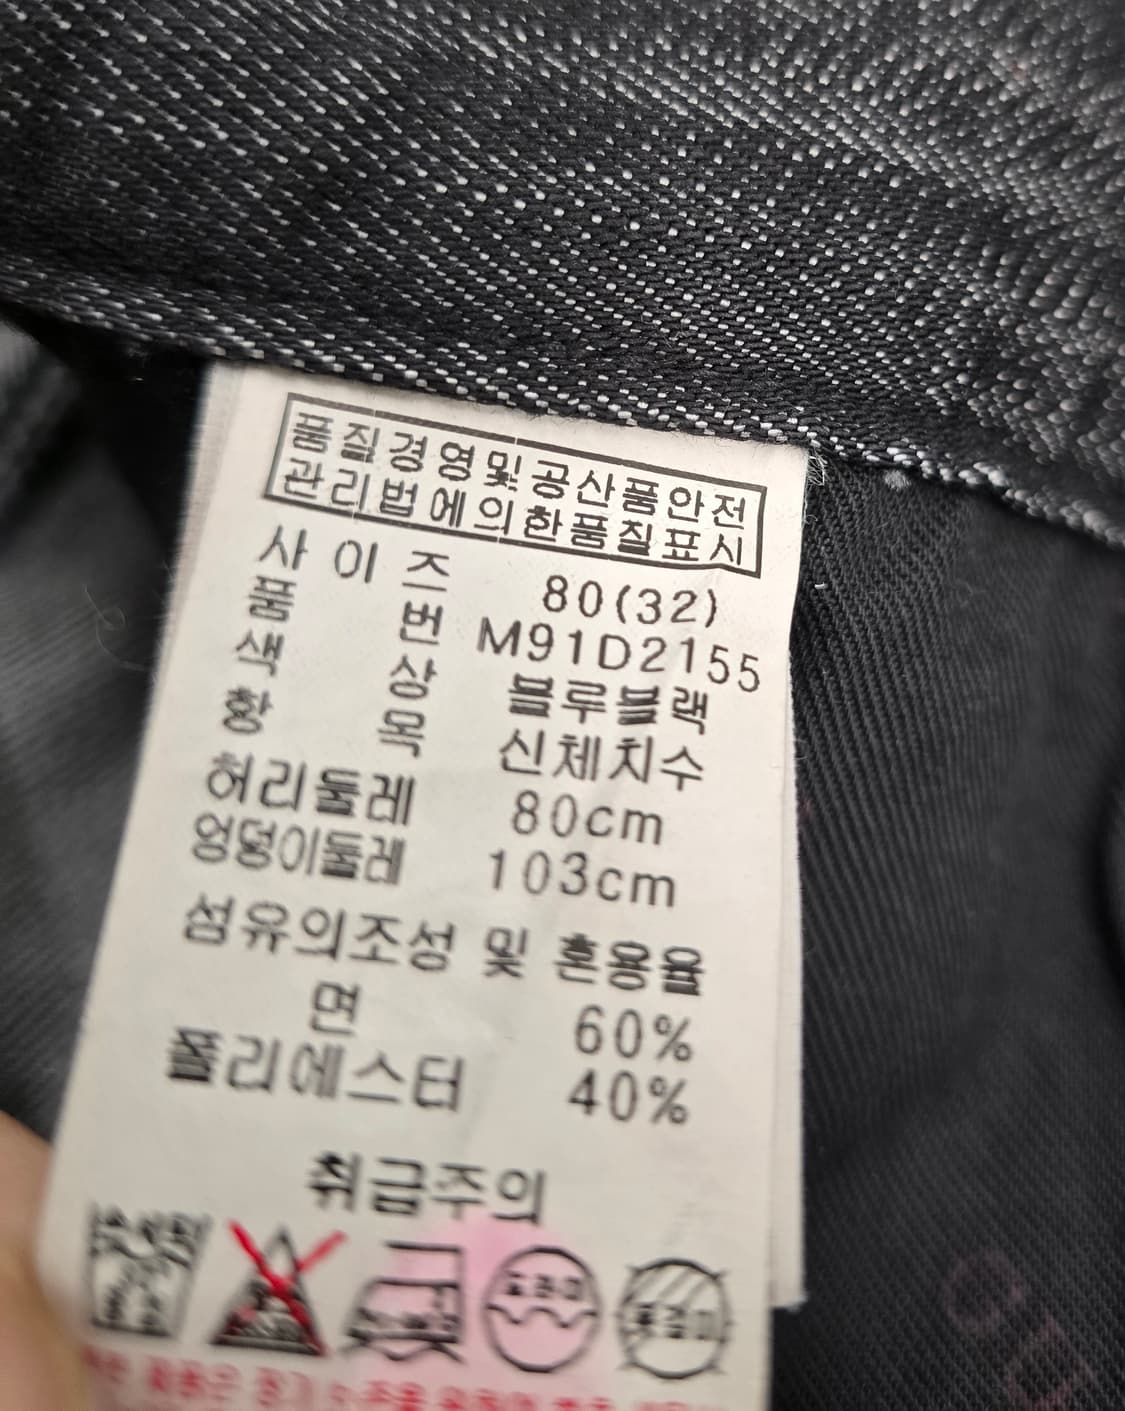 품질경영및공산품안전
관리법에의한품질표시
사 이 즈 80(32)
품 번 M91D2155
색 상 블루블랙
항 목 신체치수
허리둘레 80cm
엉덩이둘레 103cm
섬유의조성 및 혼용율
면 60%
폴리에스터 40%
취급주의
드라이